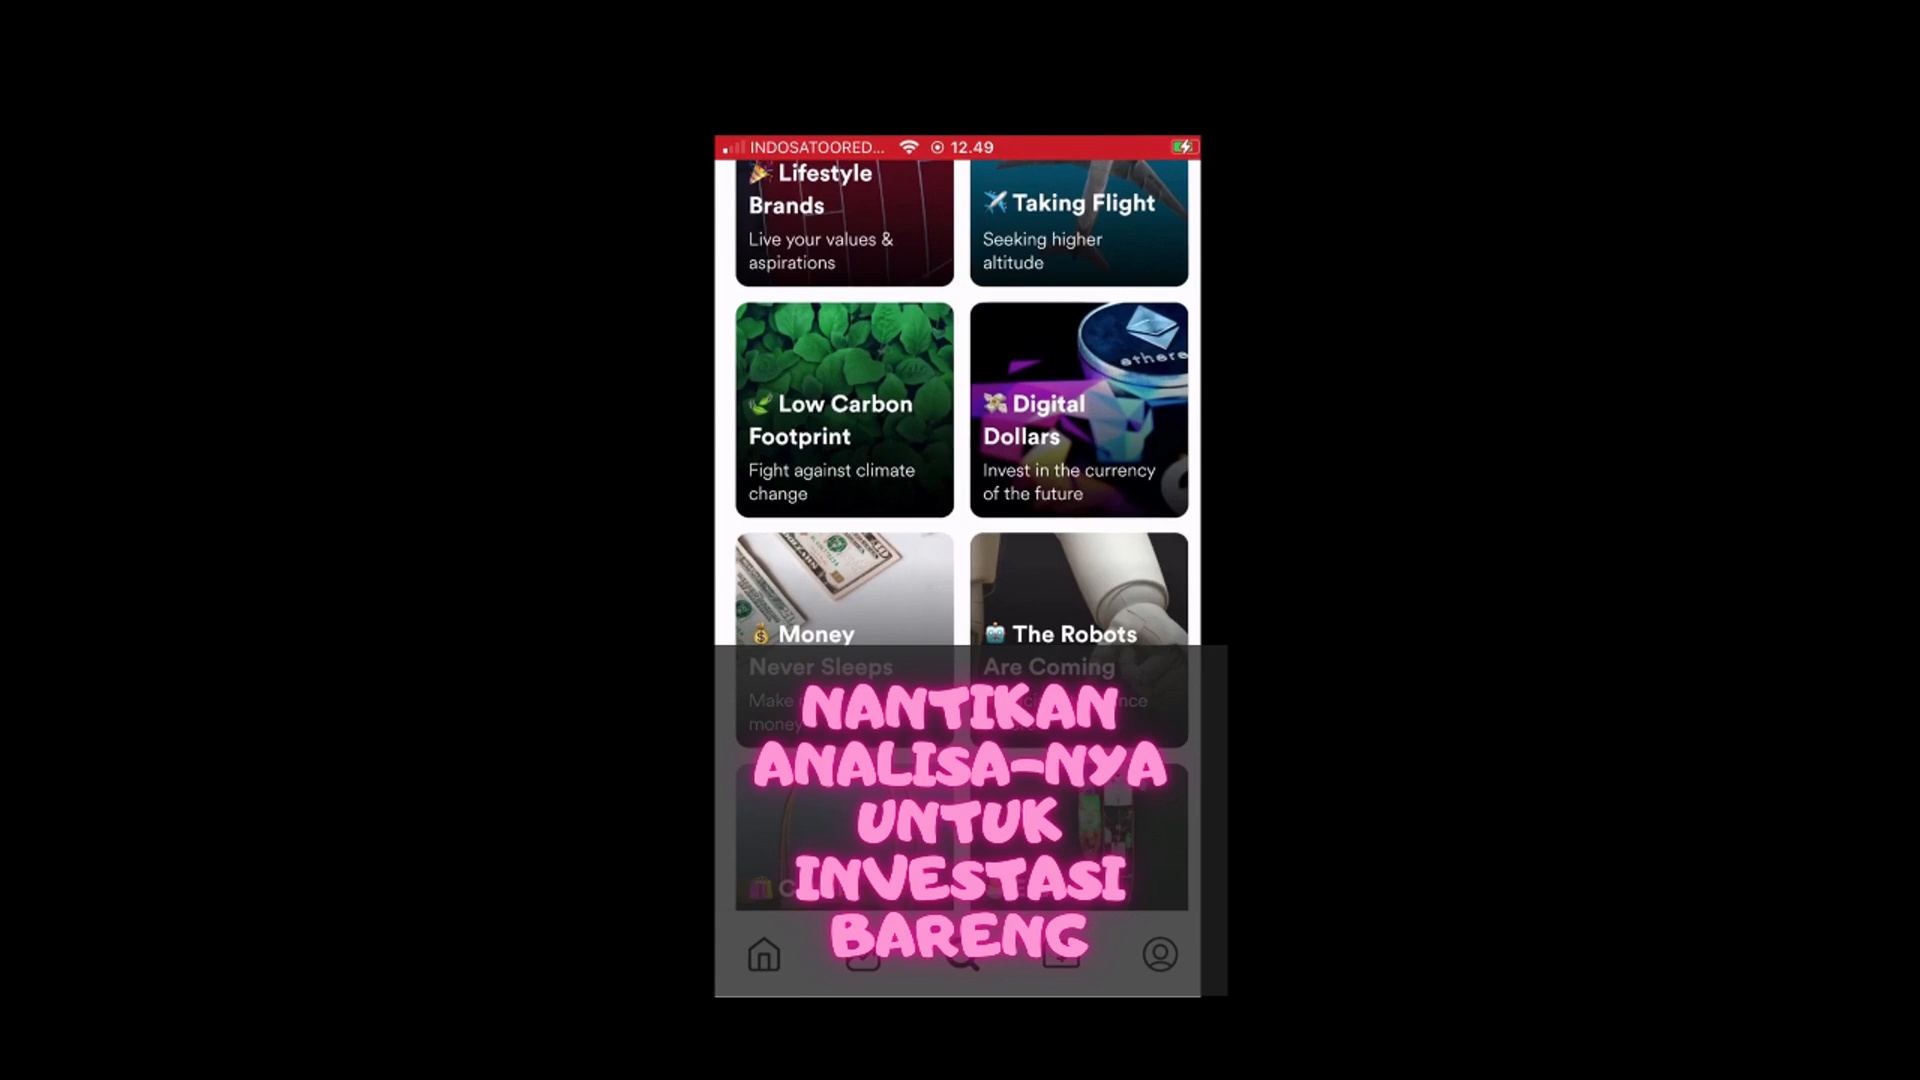 INDOSATOORED... 12.49
Lifestyle
Brands
Live your values &
aspirations
Taking Flight
Seeking higher
altitude
Low Carbon
Footprint
Fight against climate
change
Digital
Dollars
Invest in the currency
of the future
ethere
Money
Never Sleeps
Make
money
The Robots
Are Coming
NANTIKAN
ANALISA-NYA
UNTUK
INVESTASI
BARENG